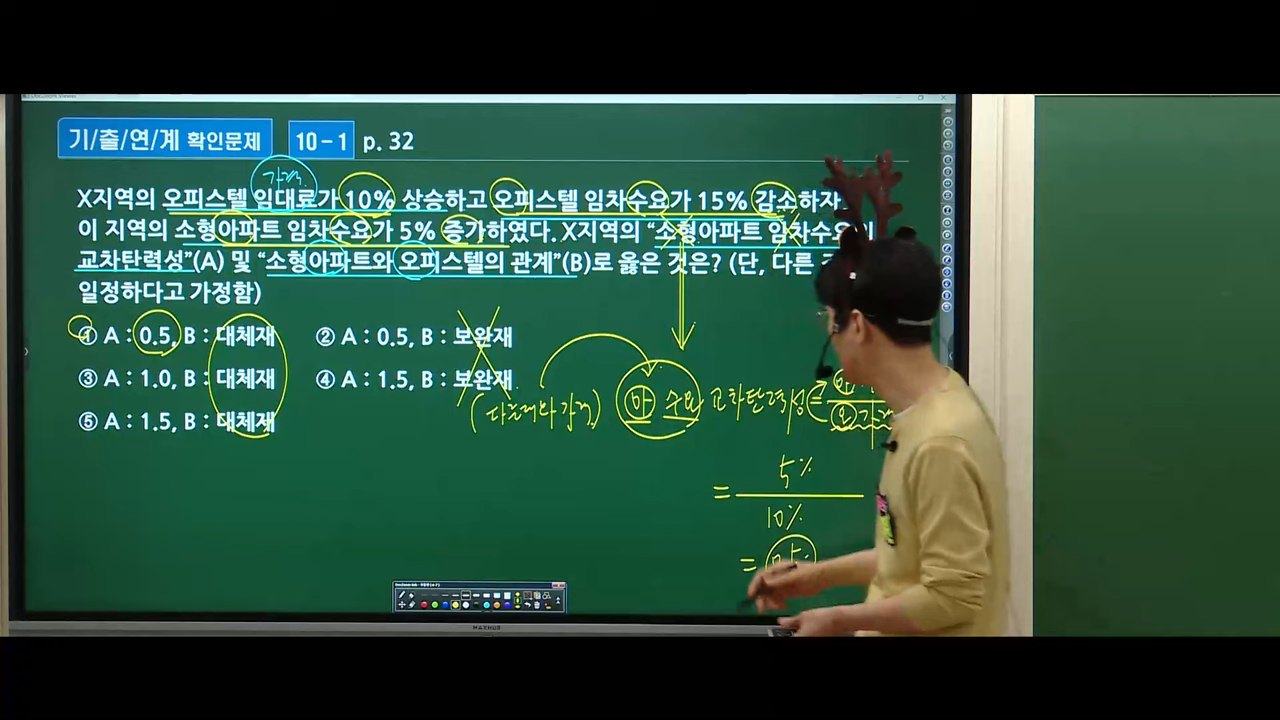 기/출/연/계 확인문제 10-1 p. 32
가격
X지역의 오피스텔 임대료가 10% 상승하고 오피스텔 임차수요가 15% 감소하자
이 지역의 소형아파트 임차수요가 5% 증가하였다. X지역의 “소형아파트 임차수요의
교차탄력성”(A) 및 “소형아파트와 오피스텔의 관계”(B)로 옳은 것은? (단, 다른
일정하다고 가정함)
① A : 0.5, B : 대체재 ② A : 0.5, B : 보완재
③ A : 1.0, B : 대체재 ④ A : 1.5, B : 보완재
⑤ A : 1.5, B : 대체재
아 수요 교차탄력성 =
= 5%
10%
= 0.5
MAXHUB